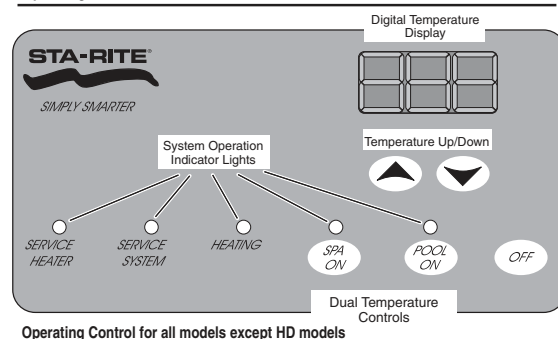 Digital Temperature
Display
STA-RITE®
SIMPLY SMARTER
System Operation
Indicator Lights
Temperature Up/Down
SERVICE
HEATER
SERVICE
SYSTEM
HEATING
SPA
ON
POOL
ON
OFF
Dual Temperature
Controls
Operating Control for all models except HD models